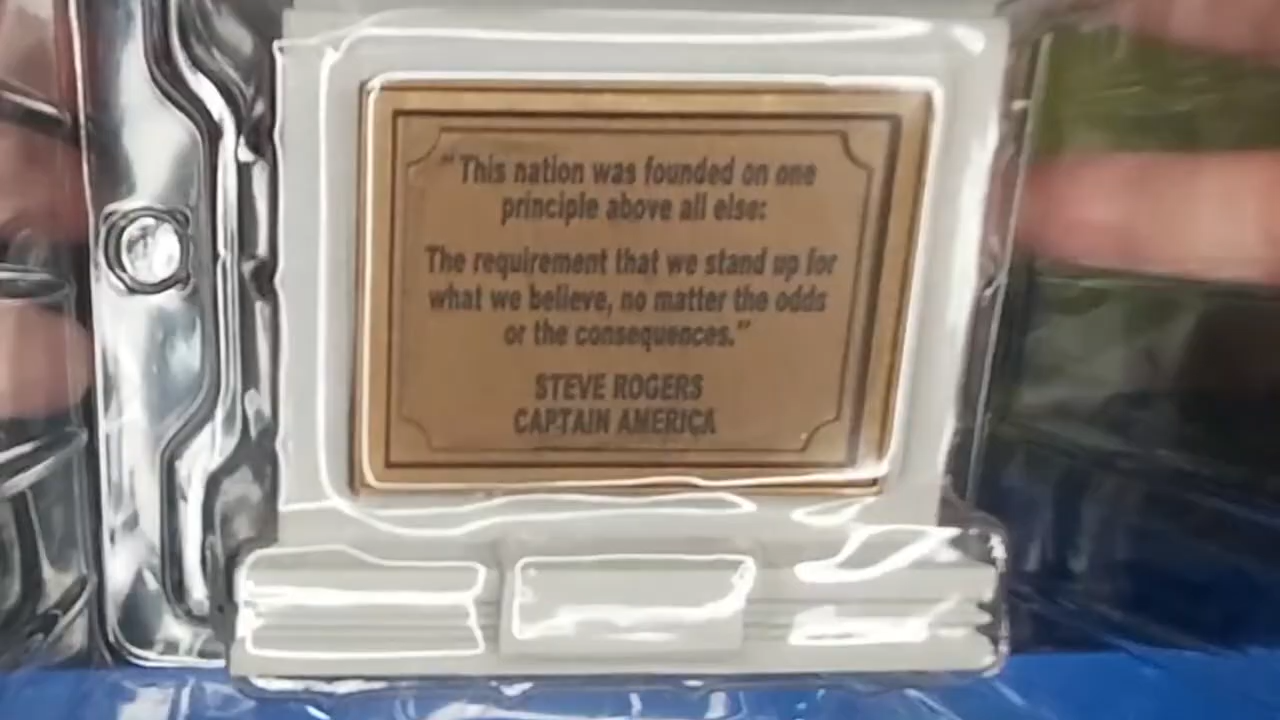 “This nation was founded on one
principle above all else:
The requirement that we stand up for
what we believe, no matter the odds
or the consequences.”
STEVE ROGERS
CAPTAIN AMERICA